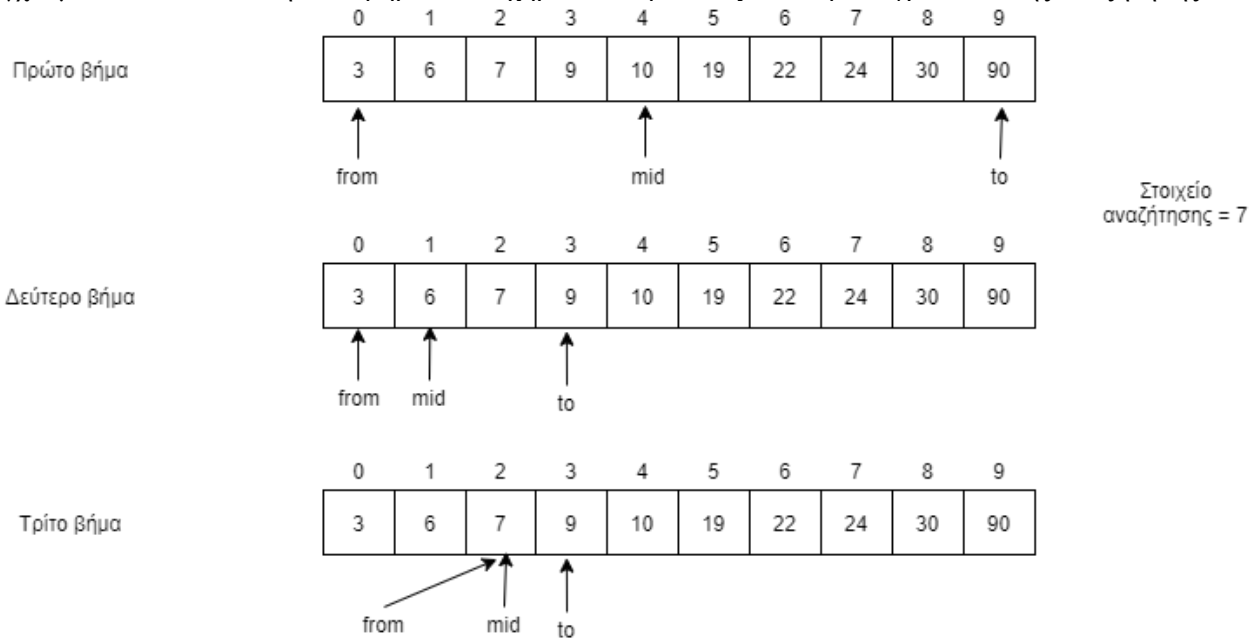 0 1 2 3 4 5 6 7 8 9
Πρώτο βήμα 3 6 7 9 10 19 22 24 30 90
from mid to
Στοιχείο
αναζήτησης = 7
0 1 2 3 4 5 6 7 8 9
Δεύτερο βήμα 3 6 7 9 10 19 22 24 30 90
from mid to
0 1 2 3 4 5 6 7 8 9
Τρίτο βήμα 3 6 7 9 10 19 22 24 30 90
from mid to